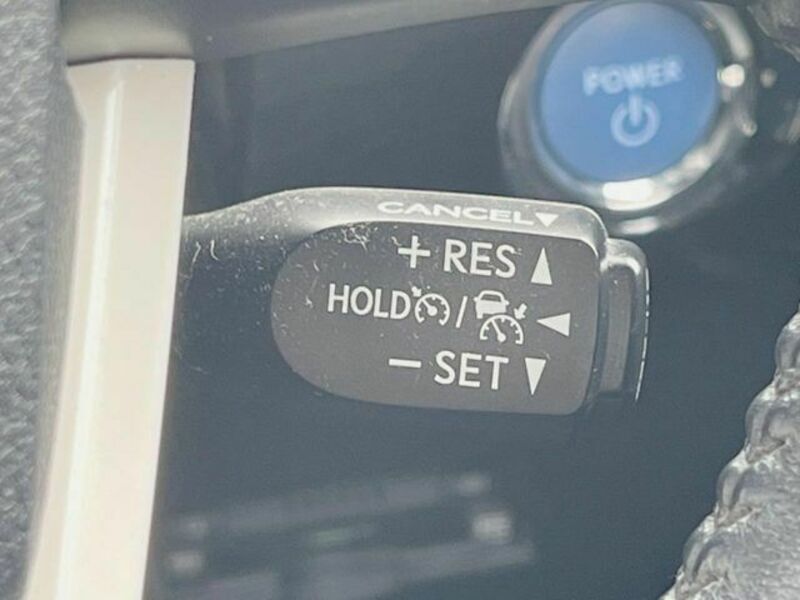 POWER
CANCEL▼
+ RES ▲
HOLD / ◀
− SET ▼